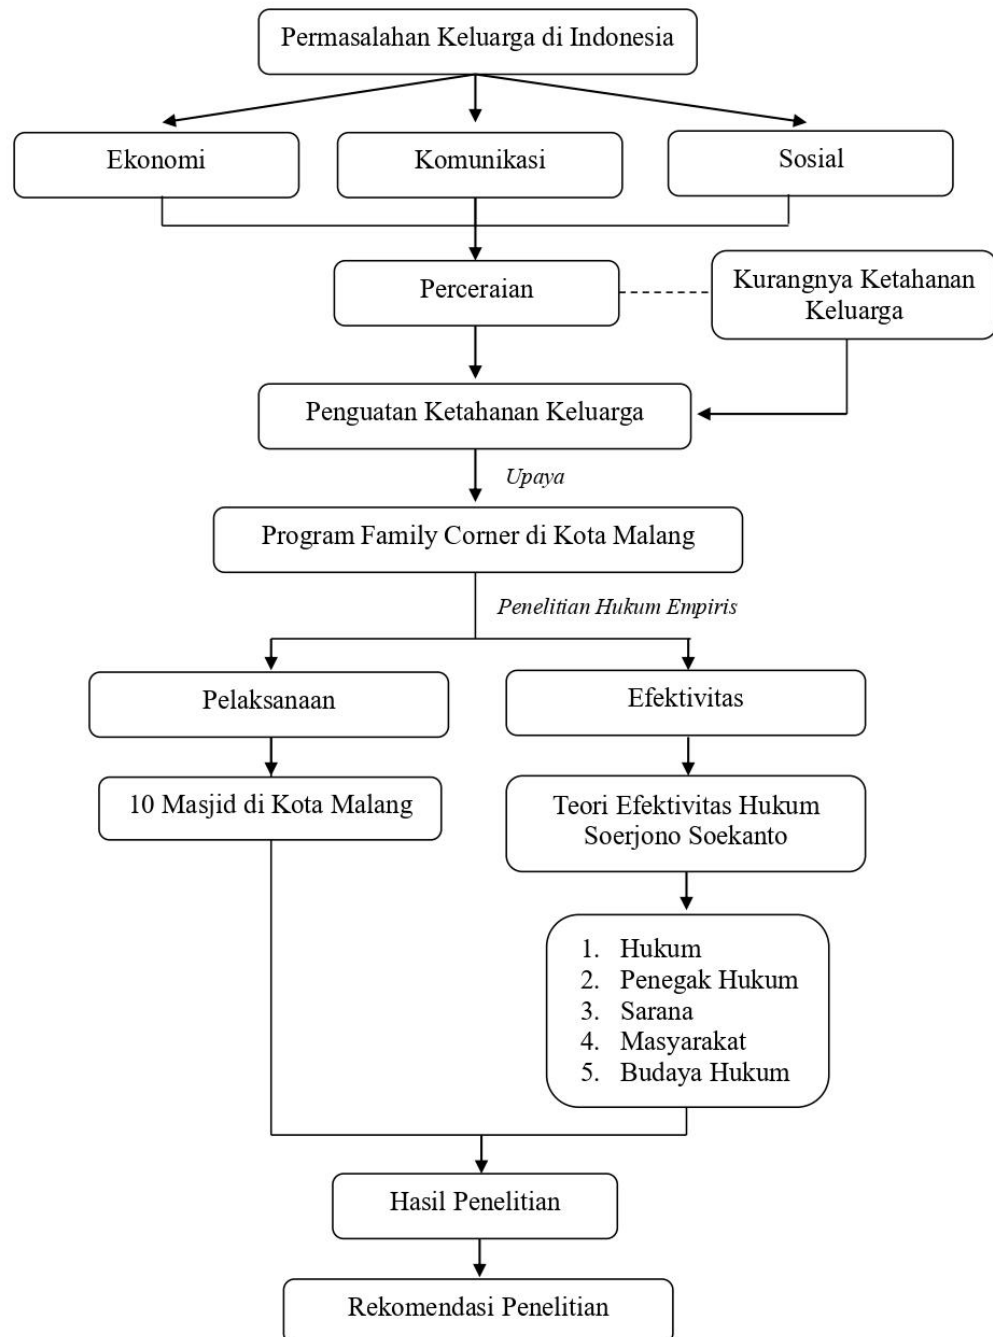 Permasalahan Keluarga di Indonesia
Ekonomi
Komunikasi
Sosial
Perceraian
Kurangnya Ketahanan
Keluarga
Penguatan Ketahanan Keluarga
Upaya
Program Family Corner di Kota Malang
Penelitian Hukum Empiris
Pelaksanaan
Efektivitas
10 Masjid di Kota Malang
Teori Efektivitas Hukum
Soerjono Soekanto
1. Hukum
2. Penegak Hukum
3. Sarana
4. Masyarakat
5. Budaya Hukum
Hasil Penelitian
Rekomendasi Penelitian